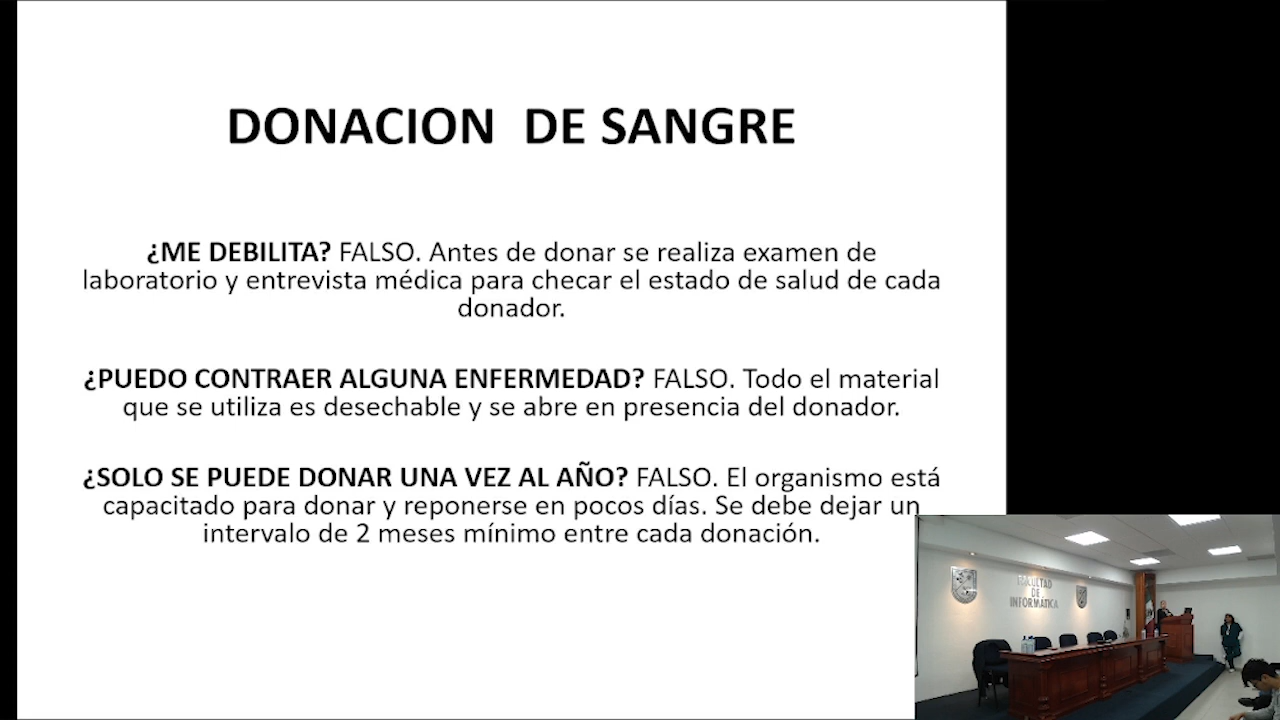 DONACION DE SANGRE
¿ME DEBILITA? FALSO. Antes de donar se realiza examen de
laboratorio y entrevista médica para checar el estado de salud de cada
donador.
¿PUEDO CONTRAER ALGUNA ENFERMEDAD? FALSO. Todo el material
que se utiliza es desechable y se abre en presencia del donador.
¿SOLO SE PUEDE DONAR UNA VEZ AL AÑO? FALSO. El organismo está
capacitado para donar y reponerse en pocos días. Se debe dejar un
intervalo de 2 meses mínimo entre cada donación.
FACULTAD
DE
INFORMÁTICA